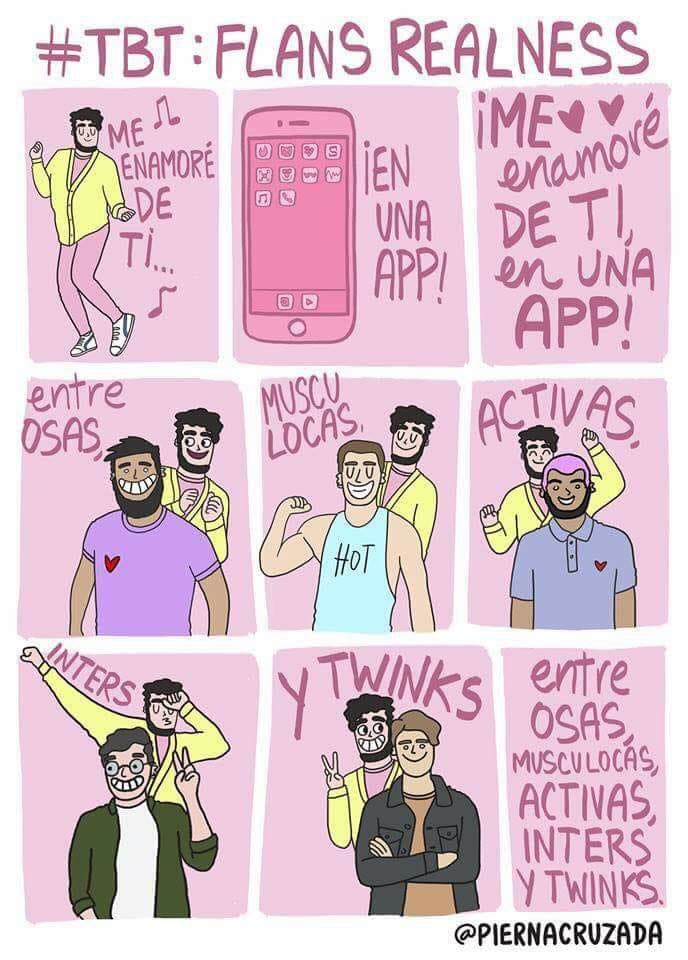 #TBT: FLANS REALNESS
ME
ENAMORÉ
DE
TI...
¡EN
UNA
APP!
¡ME
enamoré
DE TI,
en UNA
APP!
entre
OSAS,
MUSCU
LOCAS,
HOT
ACTIVAS,
INTERS
Y TWINKS
entre
OSAS,
MUSCULOCAS,
ACTIVAS,
INTERS
Y TWINKS.
@PIERNACRUZADA